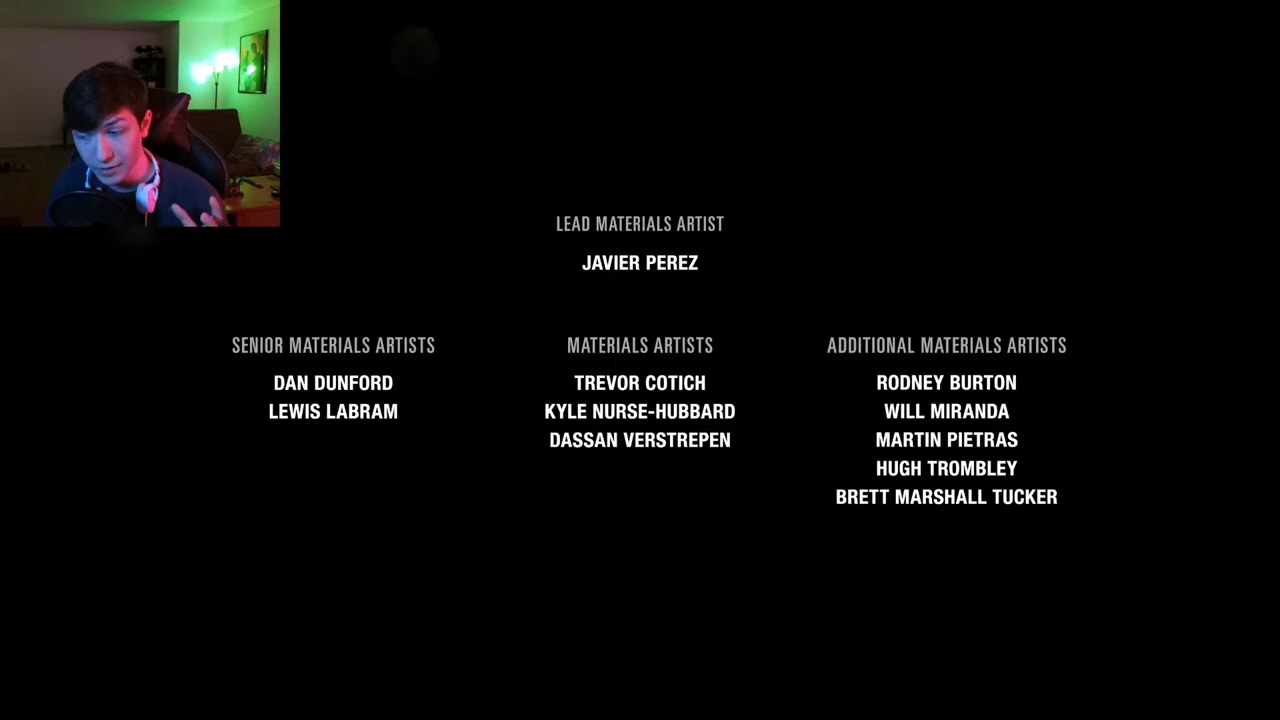 LEAD MATERIALS ARTIST
JAVIER PEREZ
SENIOR MATERIALS ARTISTS
DAN DUNFORD
LEWIS LABRAM
MATERIALS ARTISTS
TREVOR COTICH
KYLE NURSE-HUBBARD
DASSAN VERSTREPEN
ADDITIONAL MATERIALS ARTISTS
RODNEY BURTON
WILL MIRANDA
MARTIN PIETRAS
HUGH TROMBLEY
BRETT MARSHALL TUCKER